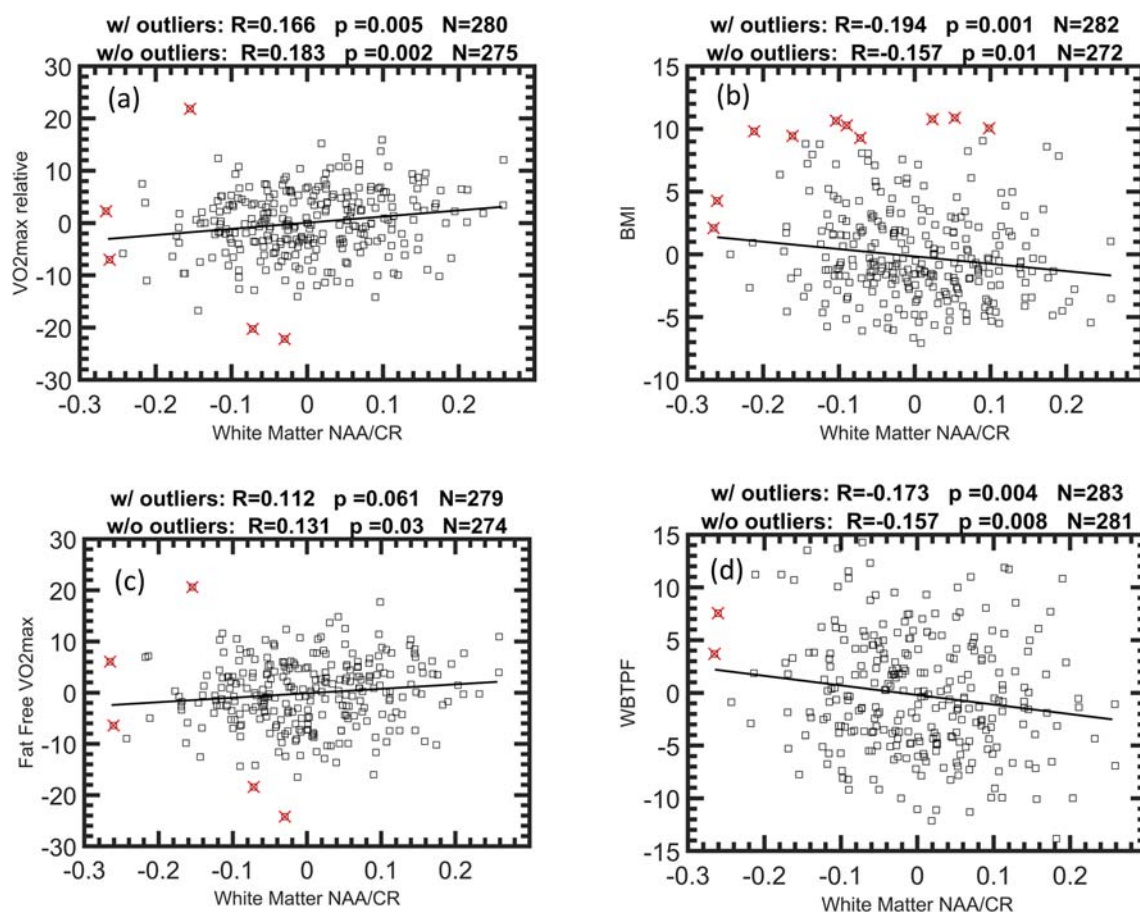 w/ outliers: R=0.166 p =0.005 N=280
w/o outliers: R=0.183 p =0.002 N=275
(a)
30
20
10
0
-10
-20
-30
VO2max relative
-0.3 -0.2 -0.1 0 0.1 0.2
White Matter NAA/CR
w/ outliers: R=-0.194 p =0.001 N=282
w/o outliers: R=-0.157 p =0.01 N=272
(b)
15
10
5
0
-5
-10
BMI
-0.3 -0.2 -0.1 0 0.1 0.2
White Matter NAA/CR
w/ outliers: R=0.112 p =0.061 N=279
w/o outliers: R=0.131 p =0.03 N=274
(c)
30
20
10
0
-10
-20
-30
Fat Free VO2max
-0.3 -0.2 -0.1 0 0.1 0.2
White Matter NAA/CR
w/ outliers: R=-0.173 p =0.004 N=283
w/o outliers: R=-0.157 p =0.008 N=281
(d)
15
10
5
0
-5
-10
-15
WBTPF
-0.3 -0.2 -0.1 0 0.1 0.2
White Matter NAA/CR